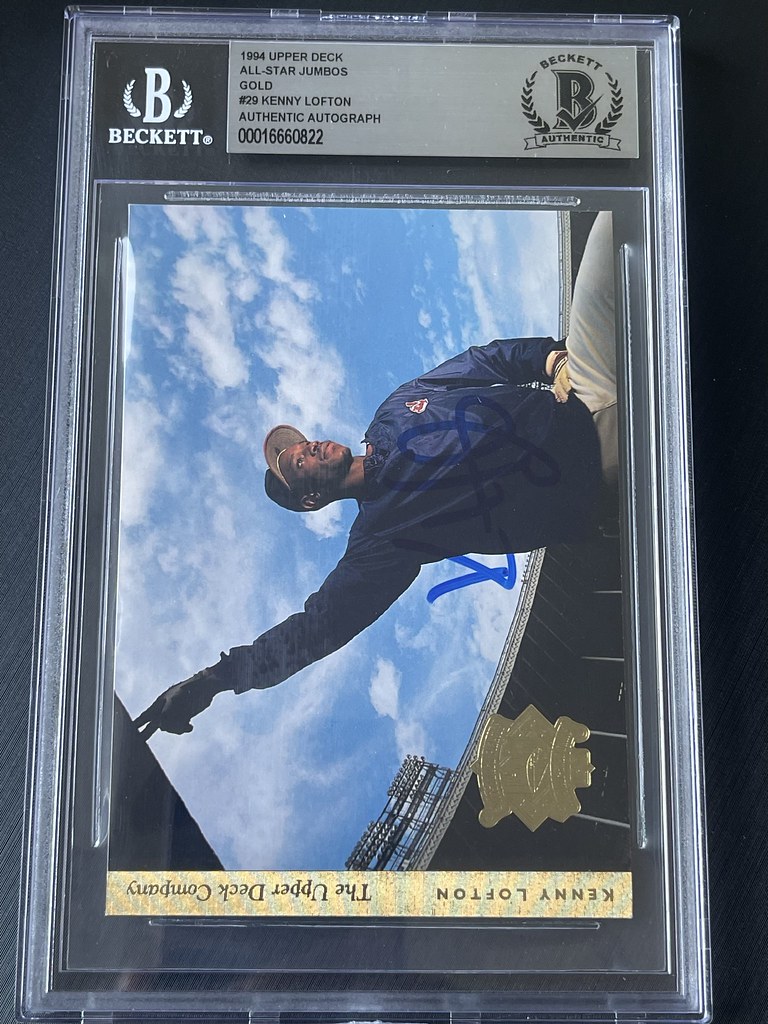 B
BECKETT®
1994 UPPER DECK
ALL-STAR JUMBOS
GOLD
#29 KENNY LOFTON
AUTHENTIC AUTOGRAPH
00016660822
BECKETT
B
AUTHENTIC
KENNY LOFTON
The Upper Deck Company